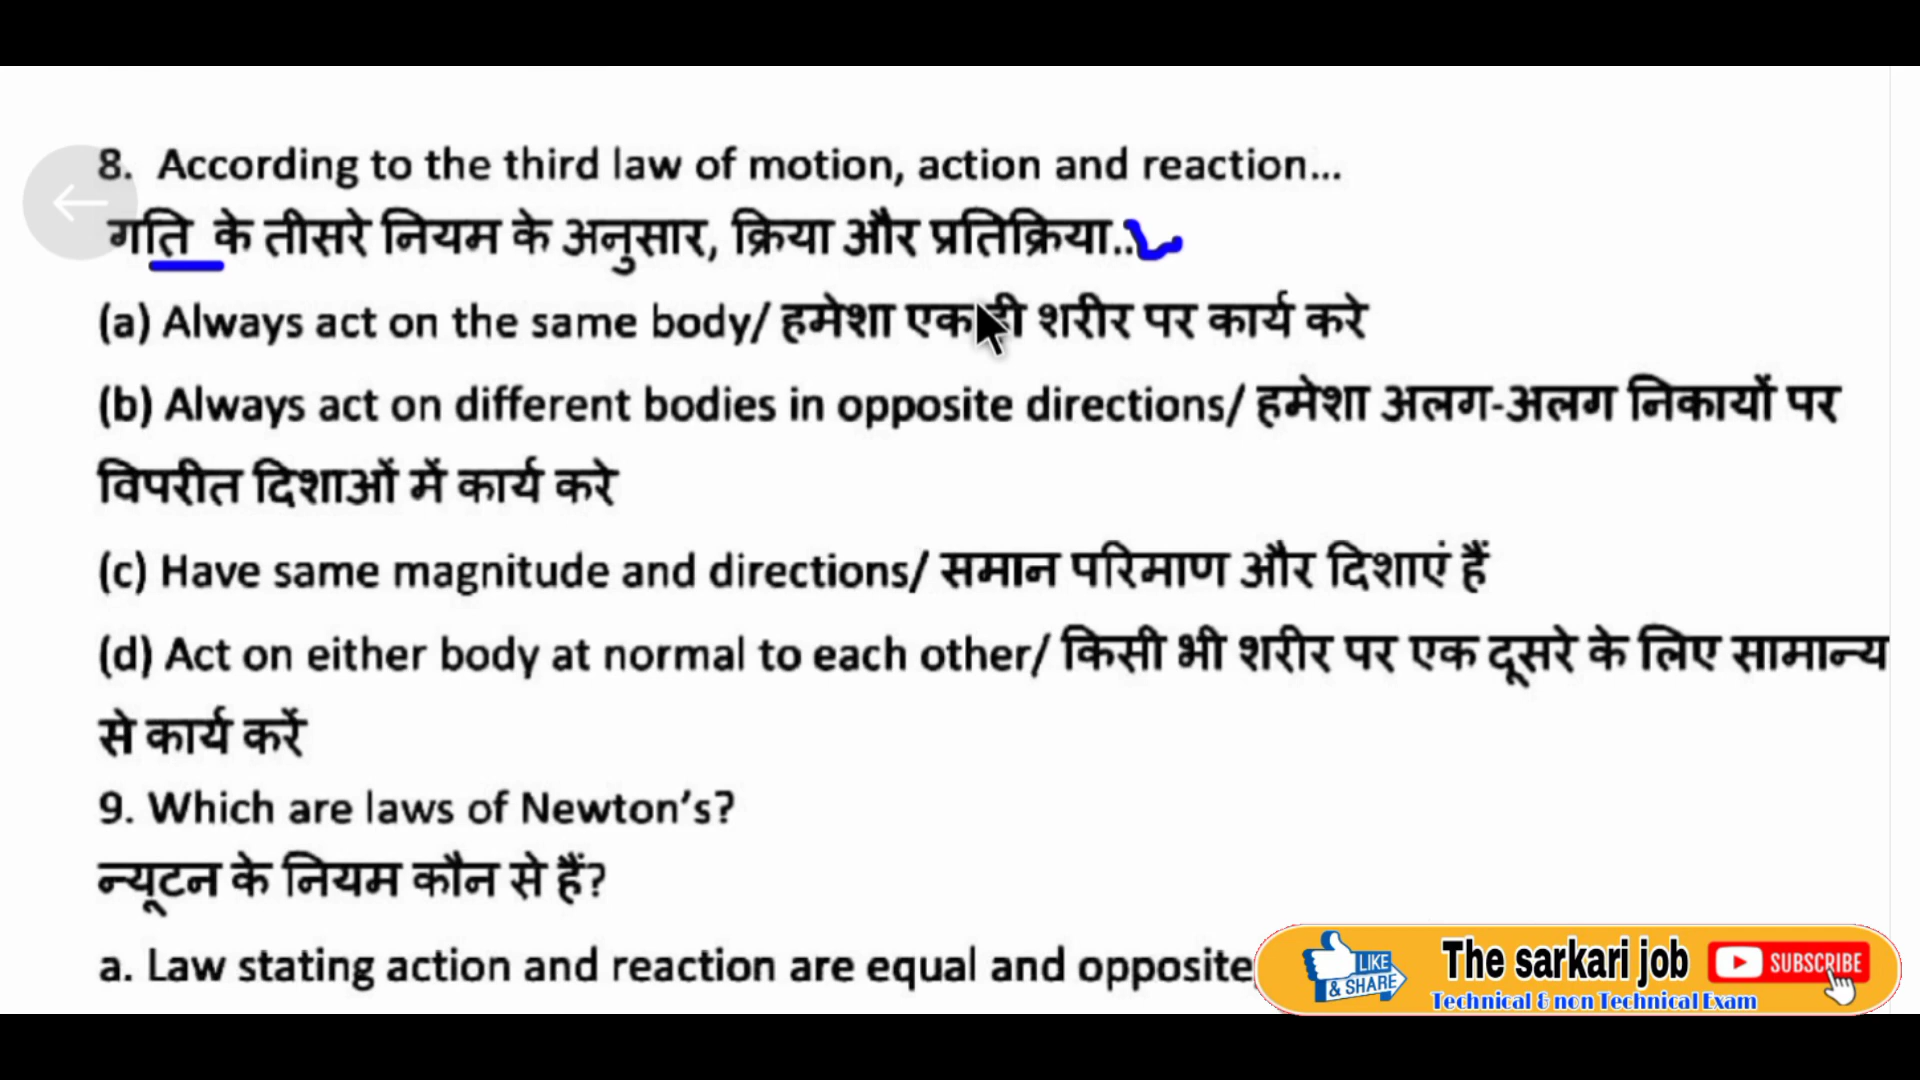 8. According to the third law of motion, action and reaction...
गति के तीसरे नियम के अनुसार, क्रिया और प्रतिक्रिया..
(a) Always act on the same body/ हमेशा एक ही शरीर पर कार्य करे
(b) Always act on different bodies in opposite directions/ हमेशा अलग-अलग निकायों पर
विपरीत दिशाओं में कार्य करे
(c) Have same magnitude and directions/ समान परिमाण और दिशाएं हैं
(d) Act on either body at normal to each other/ किसी भी शरीर पर एक दूसरे के लिए सामान्य
से कार्य करें
9. Which are laws of Newton's?
न्यूटन के नियम कौन से हैं?
a. Law stating action and reaction are equal and opposite
LIKE
& SHARE
The sarkari job
Technical & non Technical Exam
SUBSCRIBE